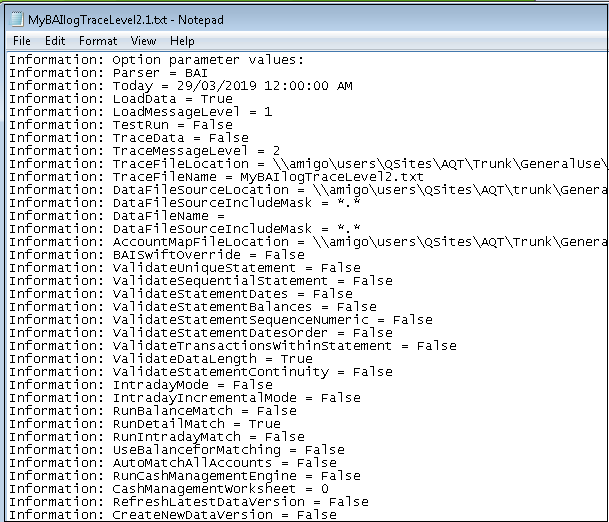 MyBAIlogTraceLevel2.1.txt - Notepad
File Edit Format View Help
Information: Option parameter values:
Information: Parser = BAI
Information: Today = 29/03/2019 12:00:00 AM
Information: LoadData = True
Information: LoadMessageLevel = 1
Information: TestRun = False
Information: TraceData = False
Information: TraceMessageLevel = 2
Information: TraceFileLocation = \\amigo\users\QSites\AQT\Trunk\GeneralUse\
Information: TraceFileName = MyBAIlogTraceLevel2.txt
Information: DataFileSourceLocation = \\amigo\users\QSites\AQT\trunk\Genera
Information: DataFileSourceIncludeMask = *.*
Information: DataFileName =
Information: DataFileSourceIncludeMask = *.*
Information: AccountMapFileLocation = \\amigo\users\QSites\AQT\Trunk\Genera
Information: BAISwiftOverride = False
Information: ValidateUniqueStatement = False
Information: ValidateSequentialStatement = False
Information: ValidateStatementDates = False
Information: ValidateStatementBalances = False
Information: ValidateStatementSequenceNumeric = False
Information: ValidateStatementDatesOrder = False
Information: ValidateTransactionsWithinStatement = False
Information: ValidateDataLength = True
Information: ValidateStatementContinuity = False
Information: IntradayMode = False
Information: IntradayIncrementalMode = False
Information: RunBalanceMatch = False
Information: RunDetailMatch = True
Information: RunIntradayMatch = False
Information: UseBalanceforMatching = False
Information: AutoMatchAllAccounts = False
Information: RunCashManagementEngine = False
Information: CashManagementWorksheet = 0
Information: RefreshLatestDataVersion = False
Information: CreateNewDataVersion = False